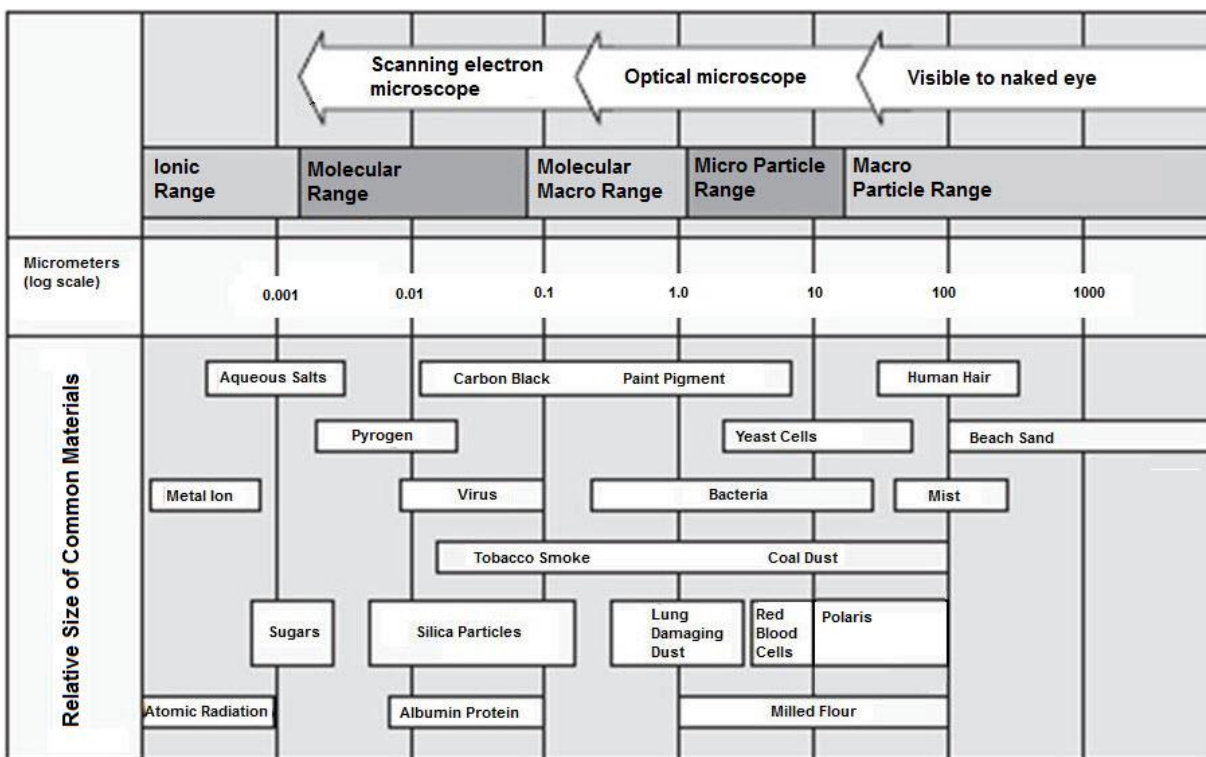 Scanning electron
microscope
Optical microscope
Visible to naked eye
Ionic
Range
Molecular
Range
Molecular
Macro Range
Micro Particle
Range
Macro
Particle Range
Micrometers
(log scale)
0.001
0.01
0.1
1.0
10
100
1000
Relative Size of Common Materials
Aqueous Salts
Carbon Black
Paint Pigment
Human Hair
Pyrogen
Yeast Cells
Beach Sand
Metal Ion
Virus
Bacteria
Mist
Tobacco Smoke
Coal Dust
Sugars
Silica Particles
Lung
Damaging
Dust
Red
Blood
Cells
Polaris
Atomic Radiation
Albumin Protein
Milled Flour